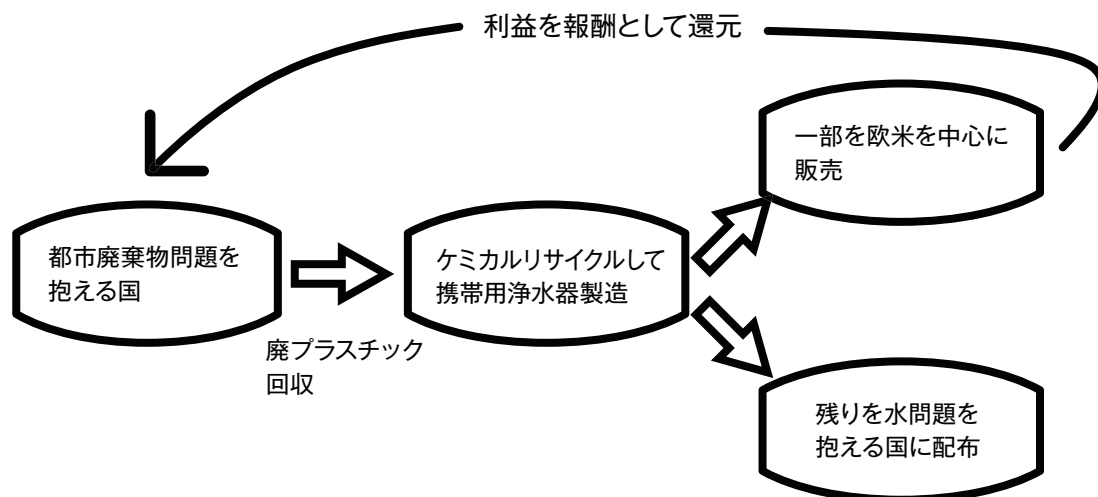 利益を報酬として還元
一部を欧米を中心に
販売
都市廃棄物問題を
抱える国
ケミカルリサイクルして
携帯用浄水器製造
廃プラスチック
回収
残りを水問題を
抱える国に配布